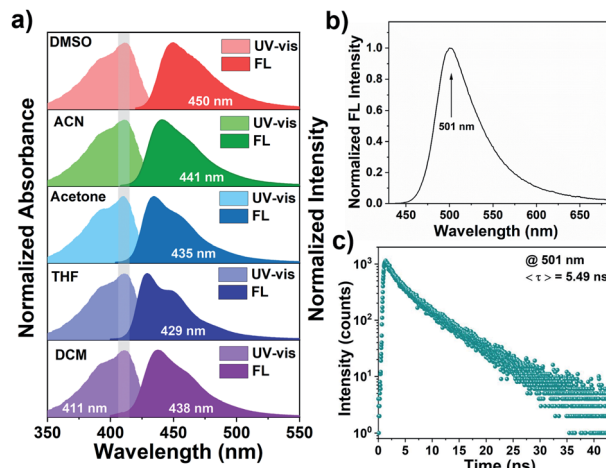 a)
Normalized Absorbance
Normalized Intensity
DMSO
UV-vis
FL
450 nm
ACN
UV-vis
FL
441 nm
Acetone
UV-vis
FL
435 nm
THF
UV-vis
FL
429 nm
DCM
UV-vis
FL
411 nm
438 nm
350 400 450 500 550
Wavelength (nm)
b)
Normalized FL Intensity
1.0
0.8
0.6
0.4
0.2
0.0
501 nm
450 500 550 600 650
Wavelength (nm)
c)
Intensity (counts)
10³
10²
10¹
10⁰
@ 501 nm
<τ> = 5.49 ns
0 5 10 15 20 25 30 35 40
Time (ns)